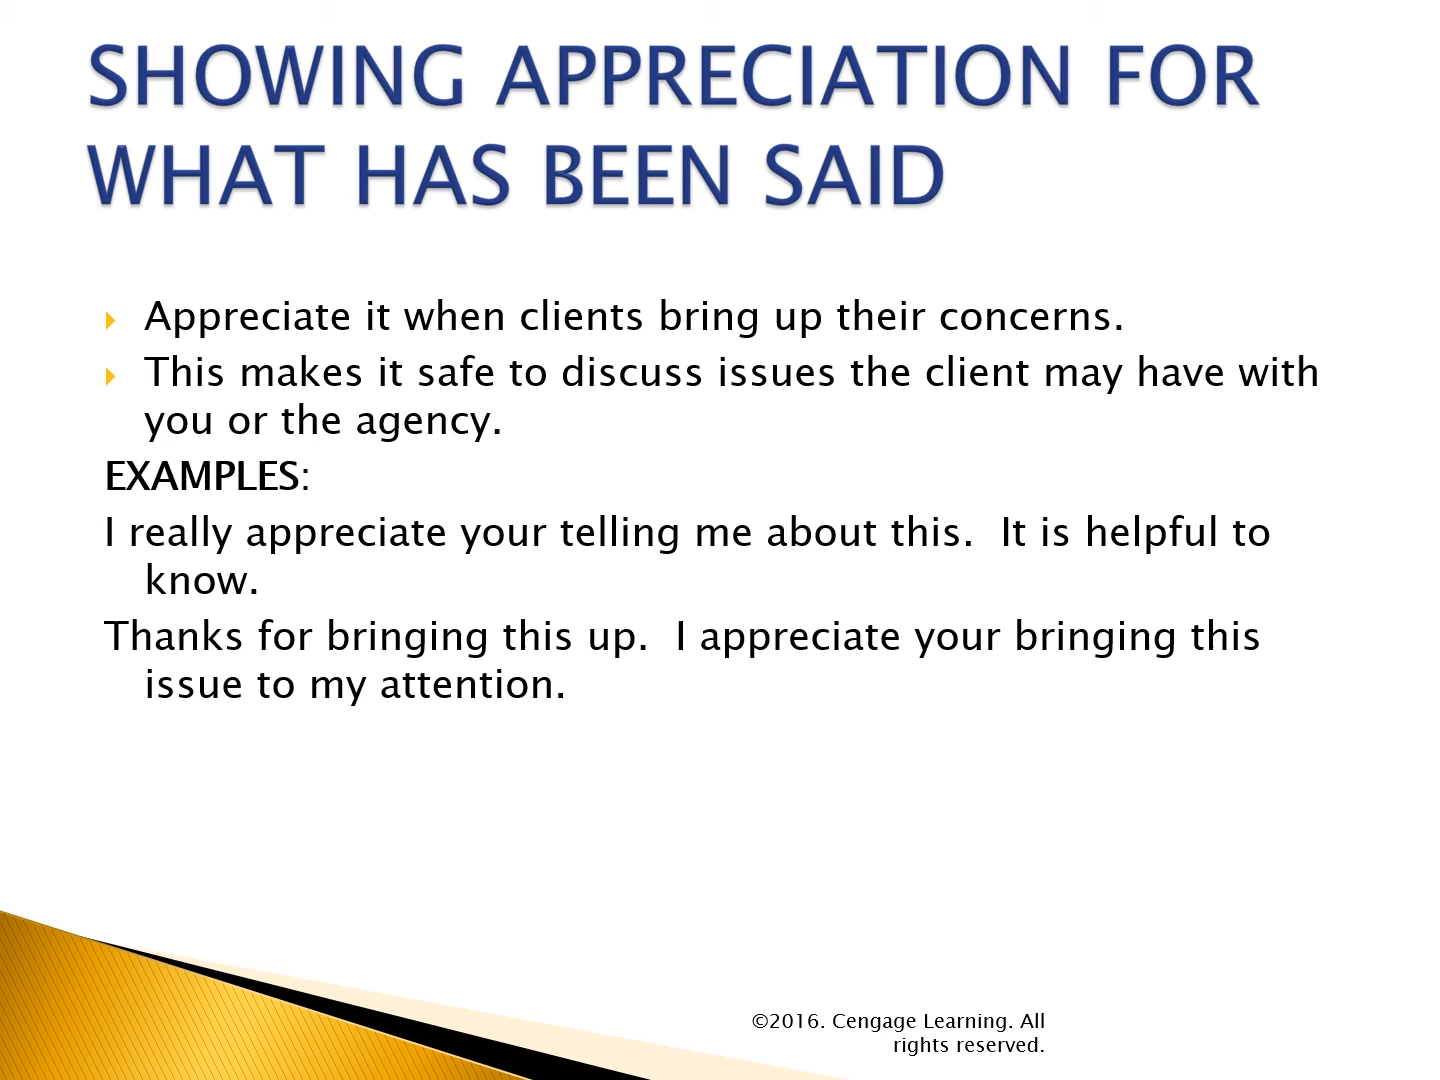 SHOWING APPRECIATION FOR
WHAT HAS BEEN SAID
Appreciate it when clients bring up their concerns.
This makes it safe to discuss issues the client may have with
you or the agency.
EXAMPLES:
I really appreciate your telling me about this.  It is helpful to
know.
Thanks for bringing this up.  I appreciate your bringing this
issue to my attention.
©2016. Cengage Learning. All
rights reserved.